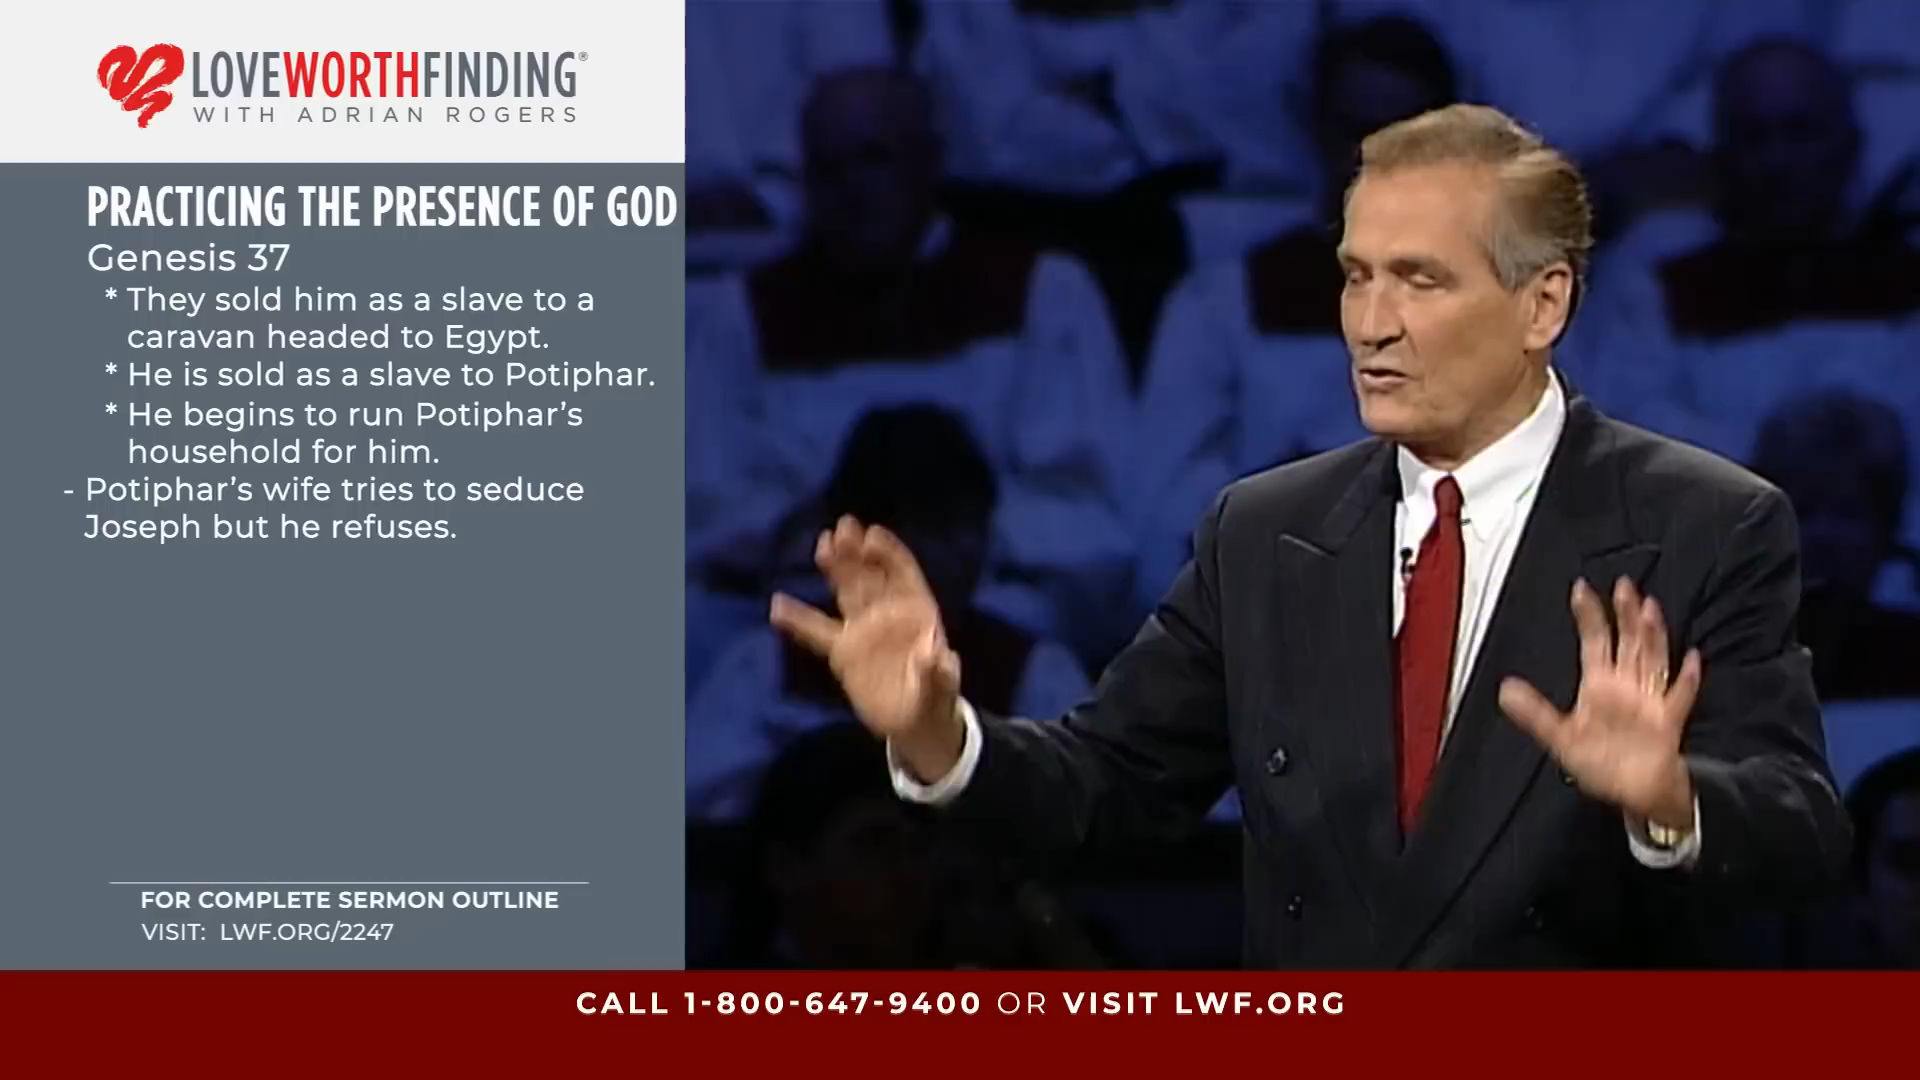 LOVEWORTHFINDING®
WITH ADRIAN ROGERS
PRACTICING THE PRESENCE OF GOD
Genesis 37
* They sold him as a slave to a
caravan headed to Egypt.
* He is sold as a slave to Potiphar.
* He begins to run Potiphar's
household for him.
- Potiphar's wife tries to seduce
Joseph but he refuses.
FOR COMPLETE SERMON OUTLINE
VISIT: LWF.ORG/2247
CALL 1-800-647-9400 OR VISIT LWF.ORG